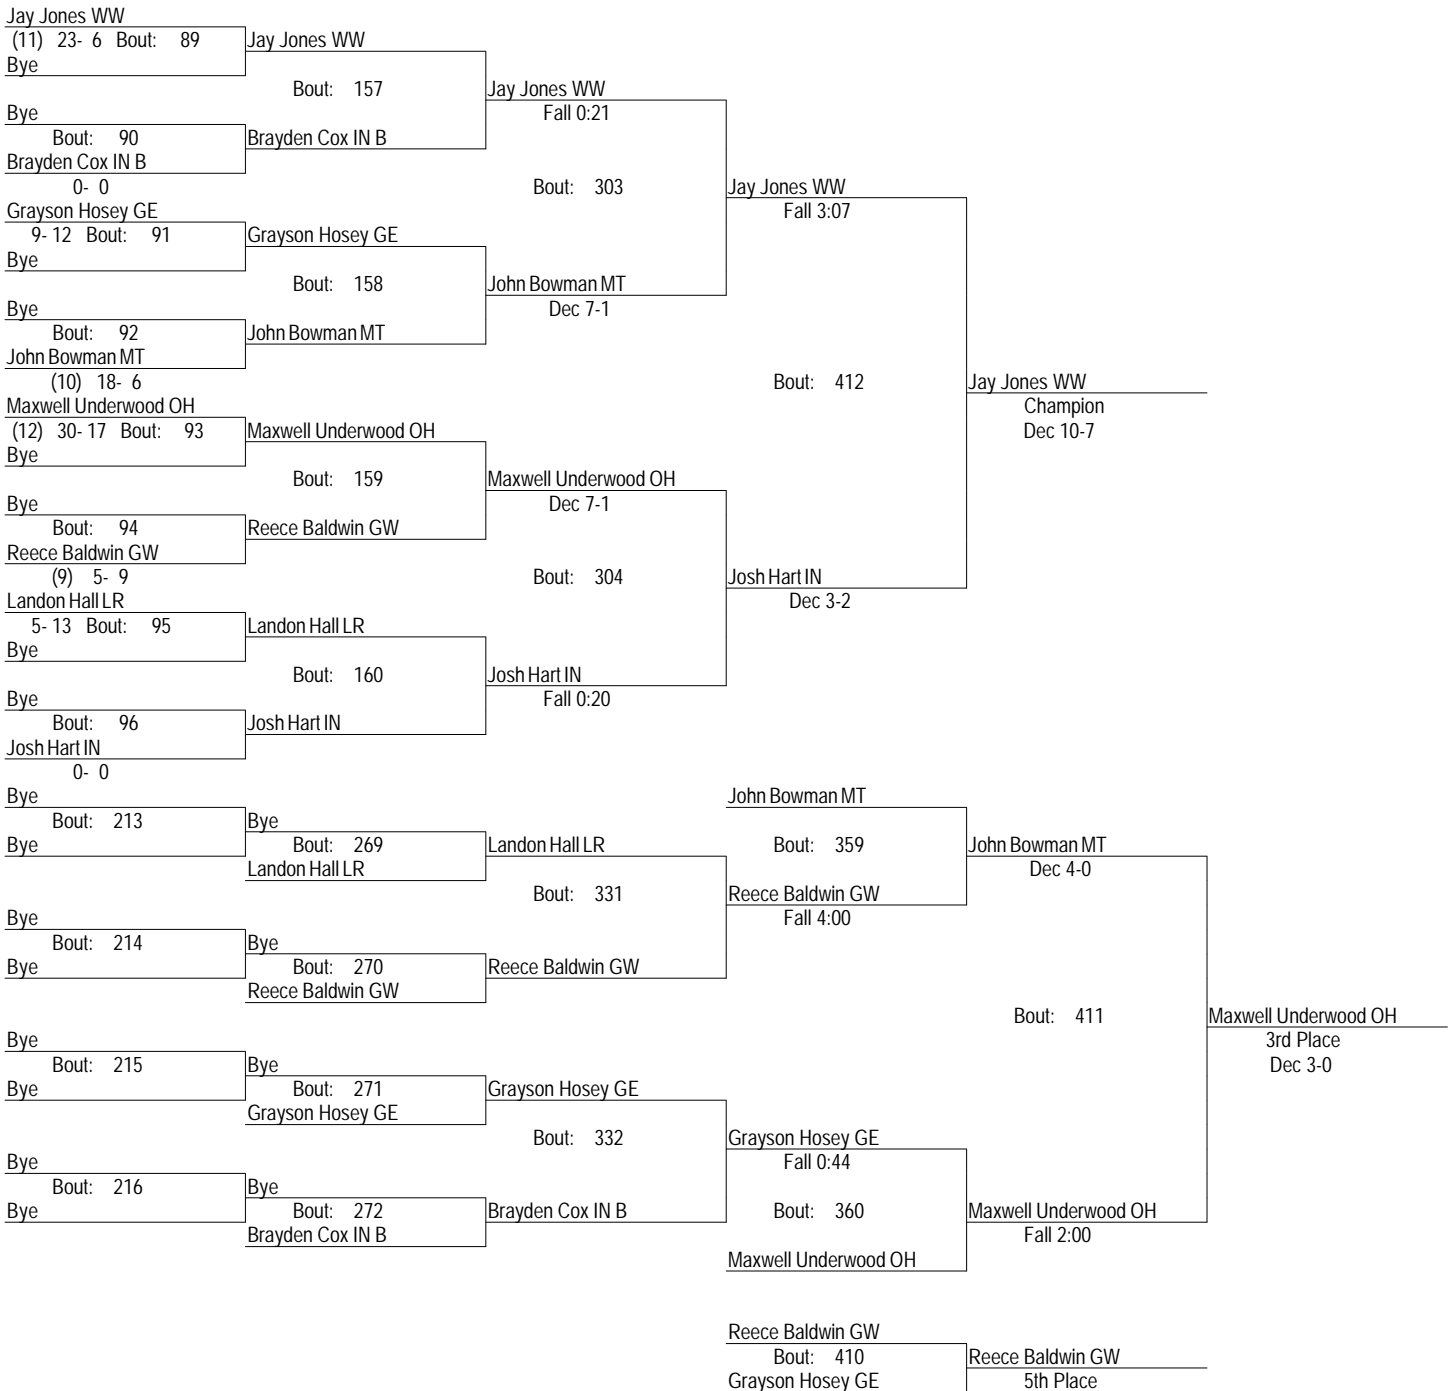 Jay Jones WW
(11) 23- 6 Bout: 89
Bye
Bye
Bout: 90
Brayden Cox IN B
0- 0
Grayson Hosey GE
9- 12 Bout: 91
Bye
Bye
Bout: 92
John Bowman MT
(10) 18- 6
Maxwell Underwood OH
(12) 30- 17 Bout: 93
Bye
Bye
Bout: 94
Reece Baldwin GW
(9) 5- 9
Landon Hall LR
5- 13 Bout: 95
Bye
Bye
Bout: 96
Josh Hart IN
0- 0
Jay Jones WW
Bout: 157
Brayden Cox IN B
Grayson Hosey GE
Bout: 158
John Bowman MT
Maxwell Underwood OH
Bout: 159
Reece Baldwin GW
Landon Hall LR
Bout: 160
Josh Hart IN
Jay Jones WW
Fall 0:21
Bout: 303
John Bowman MT
Dec 7-1
Maxwell Underwood OH
Dec 7-1
Bout: 304
Josh Hart IN
Fall 0:20
Jay Jones WW
Fall 3:07
Bout: 412
Josh Hart IN
Dec 3-2
Jay Jones WW
Champion
Dec 10-7
Bye
Bout: 213
Bye
Bye
Bout: 214
Bye
Bye
Bout: 215
Bye
Bye
Bout: 216
Bye
Bye
Bout: 269
Landon Hall LR
Bye
Bout: 270
Reece Baldwin GW
Bye
Bout: 271
Grayson Hosey GE
Bye
Bout: 272
Brayden Cox IN B
Landon Hall LR
Bout: 331
Reece Baldwin GW
Grayson Hosey GE
Bout: 332
Brayden Cox IN B
John Bowman MT
Bout: 359
Reece Baldwin GW
Fall 4:00
Grayson Hosey GE
Fall 0:44
Bout: 360
Maxwell Underwood OH
John Bowman MT
Dec 4-0
Bout: 411
Maxwell Underwood OH
Fall 2:00
Maxwell Underwood OH
3rd Place
Dec 3-0
Reece Baldwin GW
Bout: 410
Grayson Hosey GE
Reece Baldwin GW
5th Place